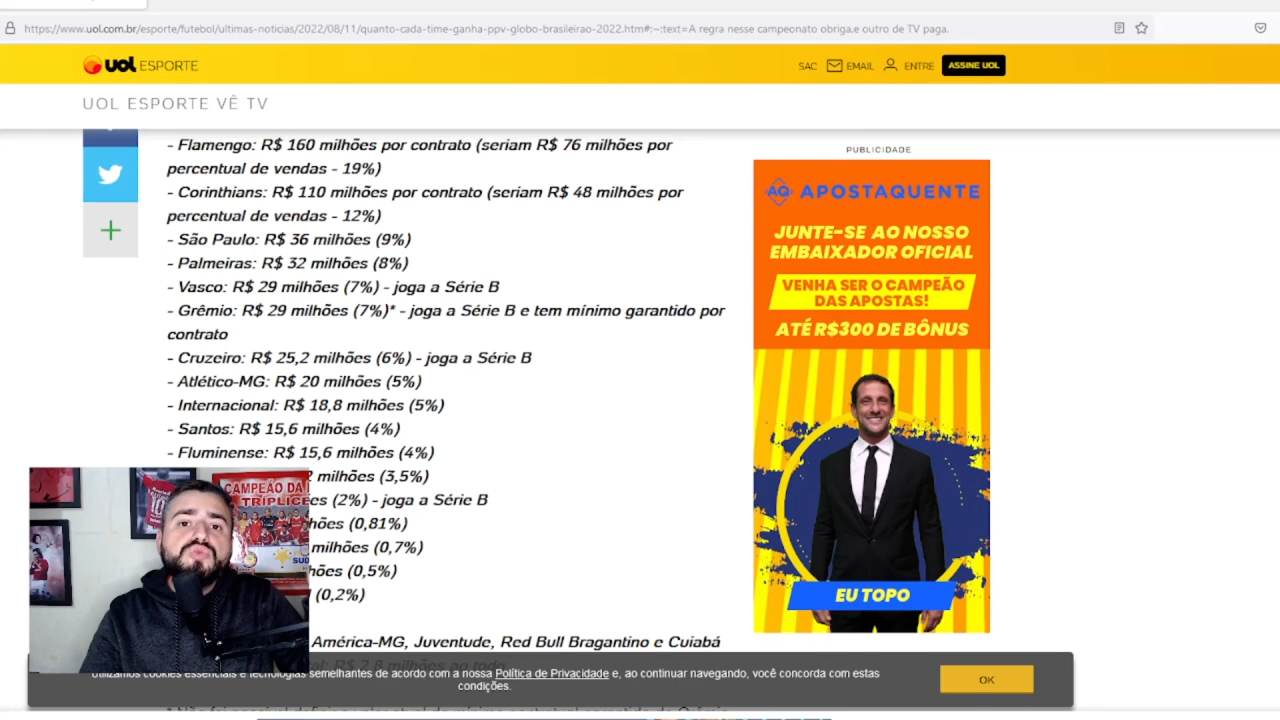 https://www.uol.com.br/esporte/futebol/ultimas-noticias/2022/08/11/quanto-cada-time-ganha-ppv-globo-brasileirao-2022.htm#:~:text=A regra nesse campeonato obriga,e outro de TV paga.
UOL ESPORTE
SAC EMAIL ENTRE ASSINE UOL
UOL ESPORTE VÊ TV
- Flamengo: R$ 160 milhões por contrato (seriam R$ 76 milhões por
percentual de vendas - 19%)
- Corinthians: R$ 110 milhões por contrato (seriam R$ 48 milhões por
percentual de vendas - 12%)
- São Paulo: R$ 36 milhões (9%)
- Palmeiras: R$ 32 milhões (8%)
- Vasco: R$ 29 milhões (7%) - joga a Série B
- Grêmio: R$ 29 milhões (7%)* - joga a Série B e tem mínimo garantido por
contrato
- Cruzeiro: R$ 25,2 milhões (6%) - joga a Série B
- Atlético-MG: R$ 20 milhões (5%)
- Internacional: R$ 18,8 milhões (5%)
- Santos: R$ 15,6 milhões (4%)
- Fluminense: R$ 15,6 milhões (4%)
milhões (3,5%)
(2%) - joga a Série B
(0,81%)
milhões (0,7%)
(0,5%)
(0,2%)
América-MG, Juventude, Red Bull Bragantino e Cuiabá
PUBLICIDADE
AQ APOSTAQUENTE
JUNTE-SE AO NOSSO
EMBAIXADOR OFICIAL
VENHA SER O CAMPEÃO
DAS APOSTAS!
ATÉ R$300 DE BÔNUS
EU TOPO
CAMPEÃO DA
TRÍPLICE
Utilizamos cookies essenciais e tecnologias semelhantes de acordo com a nossa Política de Privacidade e, ao continuar navegando, você concorda com estas
condições.
OK